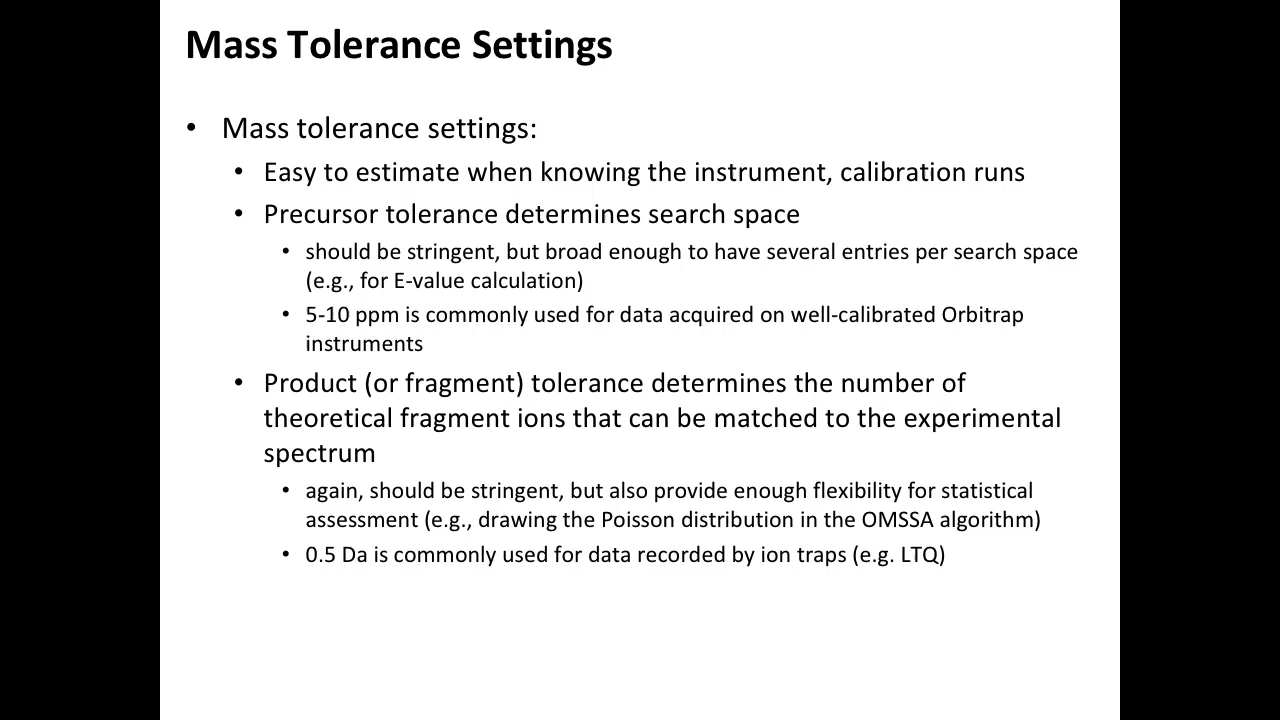 Mass Tolerance Settings
• Mass tolerance settings:
• Easy to estimate when knowing the instrument, calibration runs
• Precursor tolerance determines search space
• should be stringent, but broad enough to have several entries per search space
(e.g., for E-value calculation)
• 5-10 ppm is commonly used for data acquired on well-calibrated Orbitrap
instruments
• Product (or fragment) tolerance determines the number of
theoretical fragment ions that can be matched to the experimental
spectrum
• again, should be stringent, but also provide enough flexibility for statistical
assessment (e.g., drawing the Poisson distribution in the OMSSA algorithm)
• 0.5 Da is commonly used for data recorded by ion traps (e.g. LTQ)